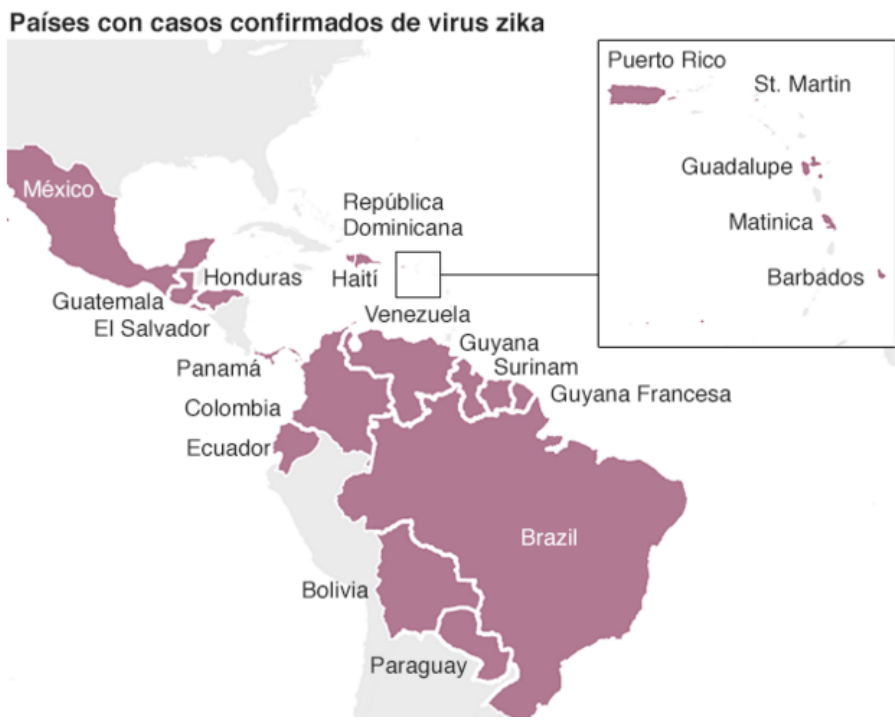 Países con casos confirmados de virus zika
Puerto Rico
St. Martin
Guadalupe
Matinica
Barbados
México
República
Dominicana
Haití
Honduras
Guatemala
El Salvador
Venezuela
Guyana
Surinam
Guyana Francesa
Panamá
Colombia
Ecuador
Brazil
Bolivia
Paraguay